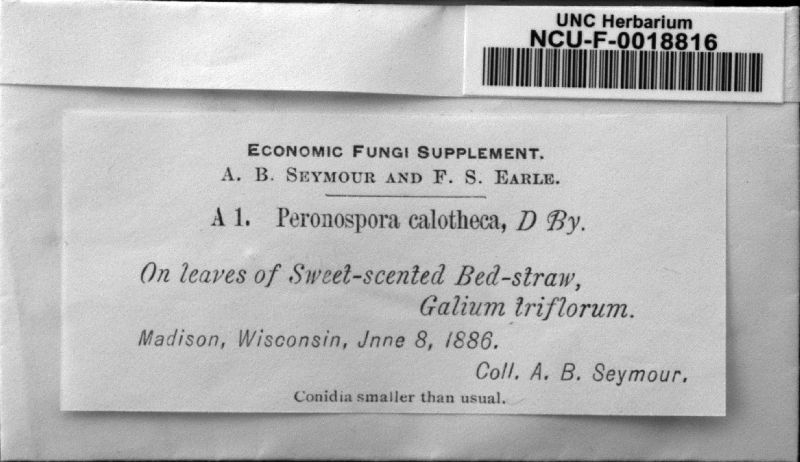 UNC Herbarium
NCU-F-0018816
ECONOMIC FUNGI SUPPLEMENT.
A. B. SEYMOUR AND F. S. EARLE.
A 1. Peronospora calotheca, D By.
On leaves of Sweet-scented Bed-straw,
Galium triflorum.
Madison, Wisconsin, Jnne 8, 1886.
Coll. A. B. Seymour.
Conidia smaller than usual.